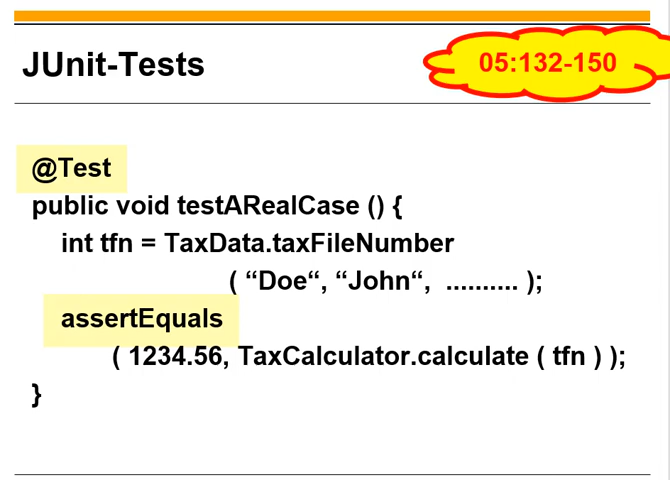 JUnit-Tests
05:132-150
@Test
public void testARealCase () {
int tfn = TaxData.taxFileNumber
( “Doe“, “John“, .......... );
assertEquals
( 1234.56, TaxCalculator.calculate ( tfn ) );
}